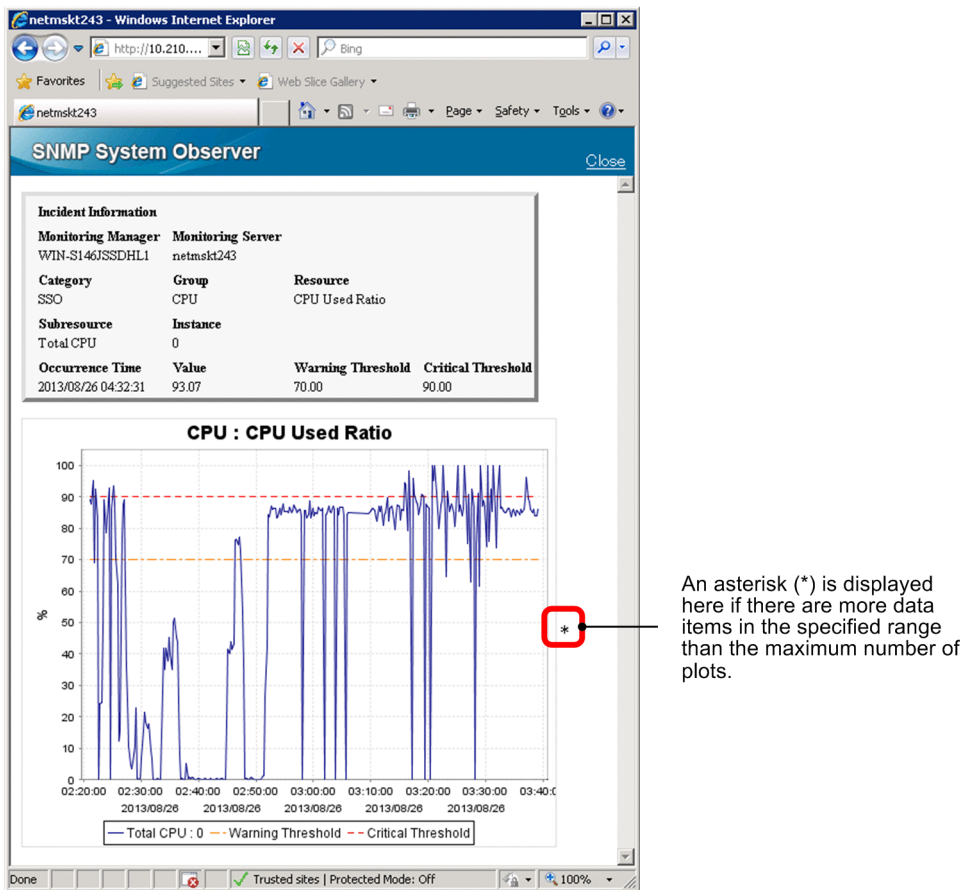 netmskt243 - Windows Internet Explorer
http://10.210.... Bing
Favorites Suggested Sites Web Slice Gallery
netmskt243 Page Safety Tools
SNMP System Observer
Close
Incident Information
Monitoring Manager Monitoring Server
WIN-S146JSSDHL1 netmskt243
Category Group Resource
SSO CPU CPU Used Ratio
Subresource Instance
Total CPU 0
Occurrence Time Value Warning Threshold Critical Threshold
2013/08/26 04:32:31 93.07 70.00 90.00
CPU : CPU Used Ratio
100
90
80
70
60
50
40
30
20
10
0
%
02:20:00 02:30:00 02:40:00 02:50:00 03:00:00 03:10:00 03:20:00 03:30:00 03:40:0
2013/08/26 2013/08/26 2013/08/26 2013/08/26 2013/08/26
Total CPU : 0 Warning Threshold Critical Threshold
*
An asterisk (*) is displayed
here if there are more data
items in the specified range
than the maximum number of
plots.
Done Trusted sites | Protected Mode: Off 100%